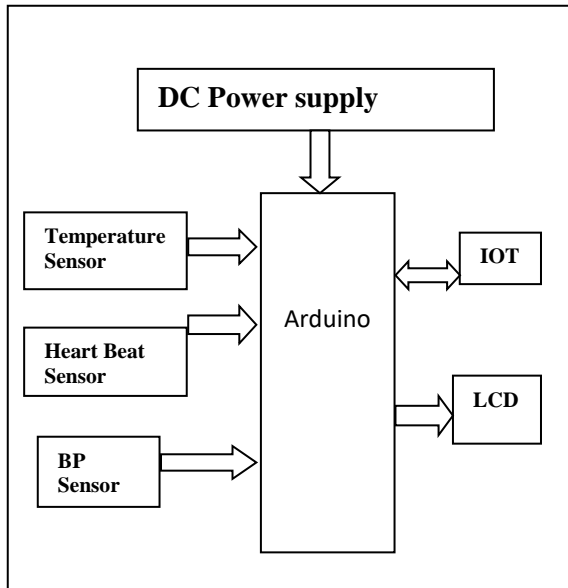 DC Power supply
Temperature
Sensor
Heart Beat
Sensor
BP
Sensor
Arduino
IOT
LCD